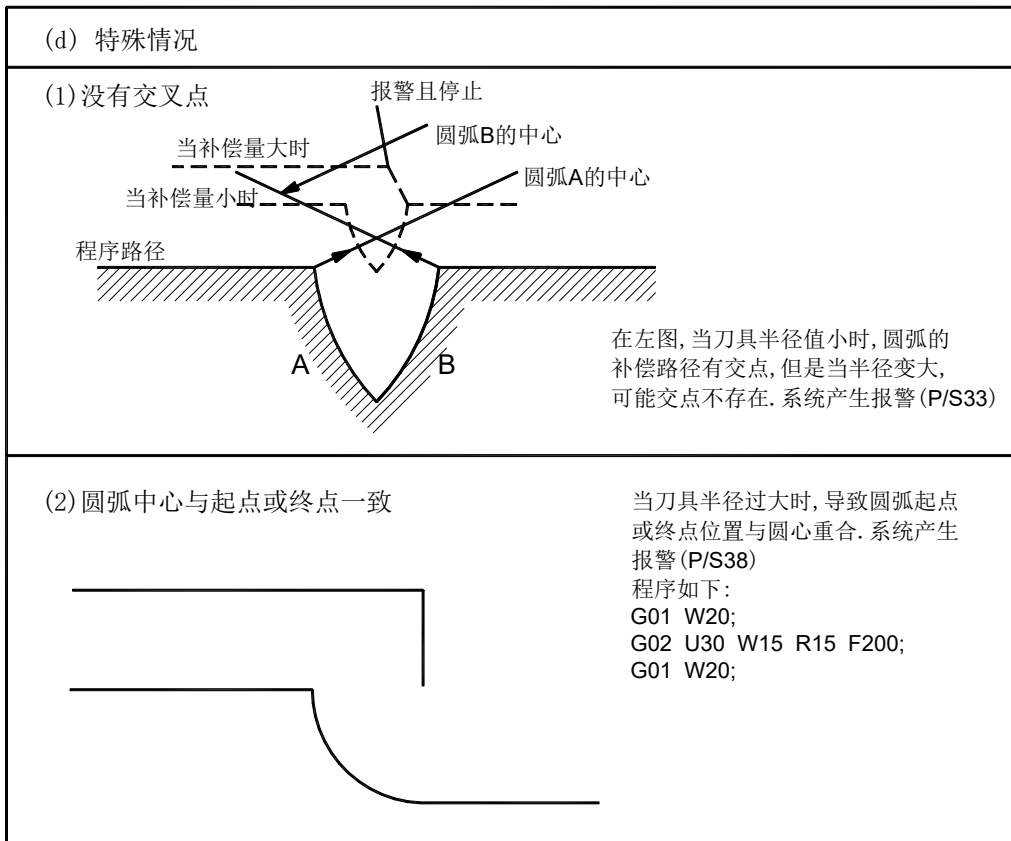 (d) 特殊情况
(1)没有交叉点
报警且停止
圆弧B的中心
当补偿量大时
圆弧A的中心
当补偿量小时
程序路径
A
B
在左图,当刀具半径值小时,圆弧的
补偿路径有交点,但是当半径变大,
可能交点不存在.系统产生报警(P/S33)
(2)圆弧中心与起点或终点一致
当刀具半径过大时,导致圆弧起点
或终点位置与圆心重合.系统产生
报警(P/S38)
程序如下:
G01 W20;
G02 U30 W15 R15 F200;
G01 W20;